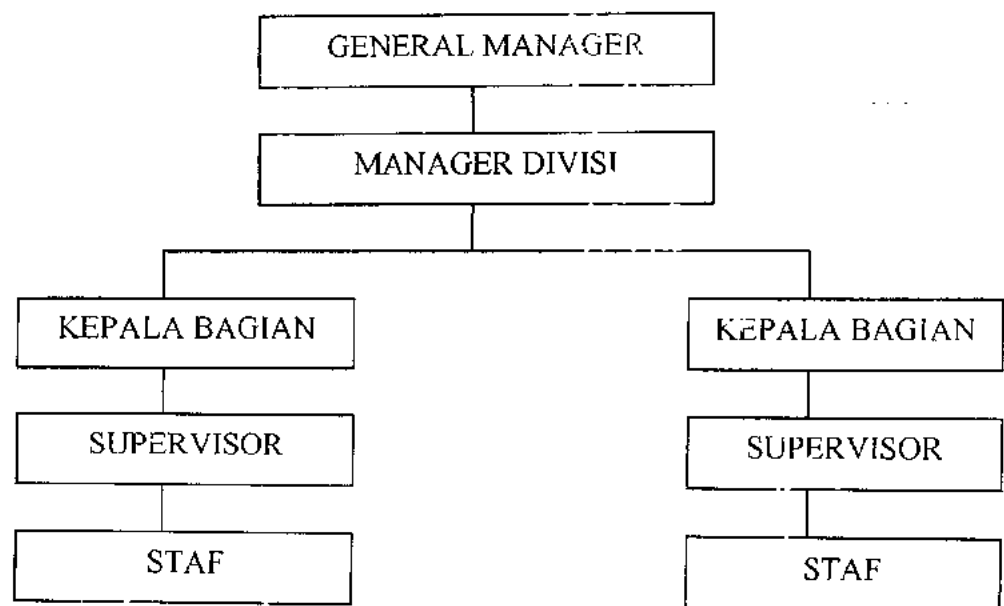 GENERAL MANAGER
MANAGER DIVISI
KEPALA BAGIAN
KEPALA BAGIAN
SUPERVISOR
SUPERVISOR
STAF
STAF